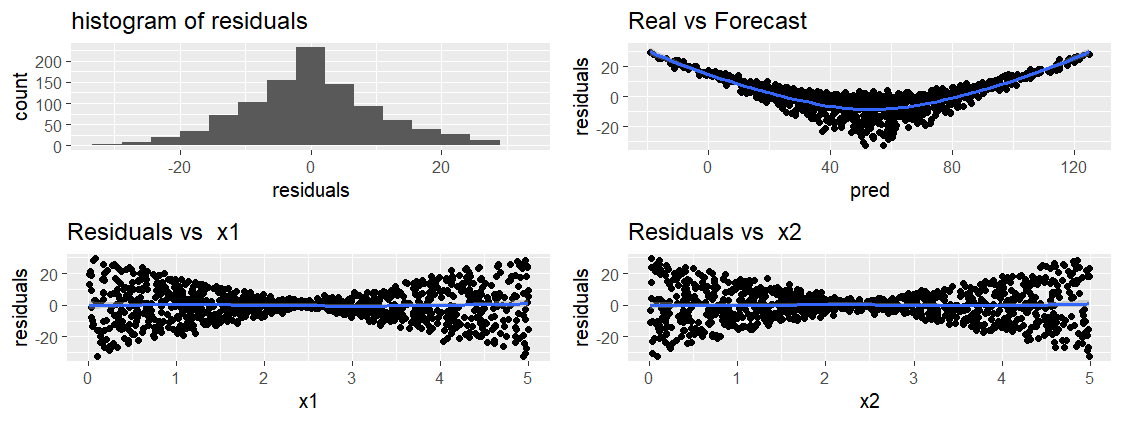 histogram of residuals
count
200
150
100
50
0
-20
0
20
residuals
Real vs Forecast
residuals
20
0
-20
0
40
80
120
pred
Residuals vs  x1
residuals
20
0
-20
0
1
2
3
4
5
x1
Residuals vs  x2
residuals
20
0
-20
0
1
2
3
4
5
x2